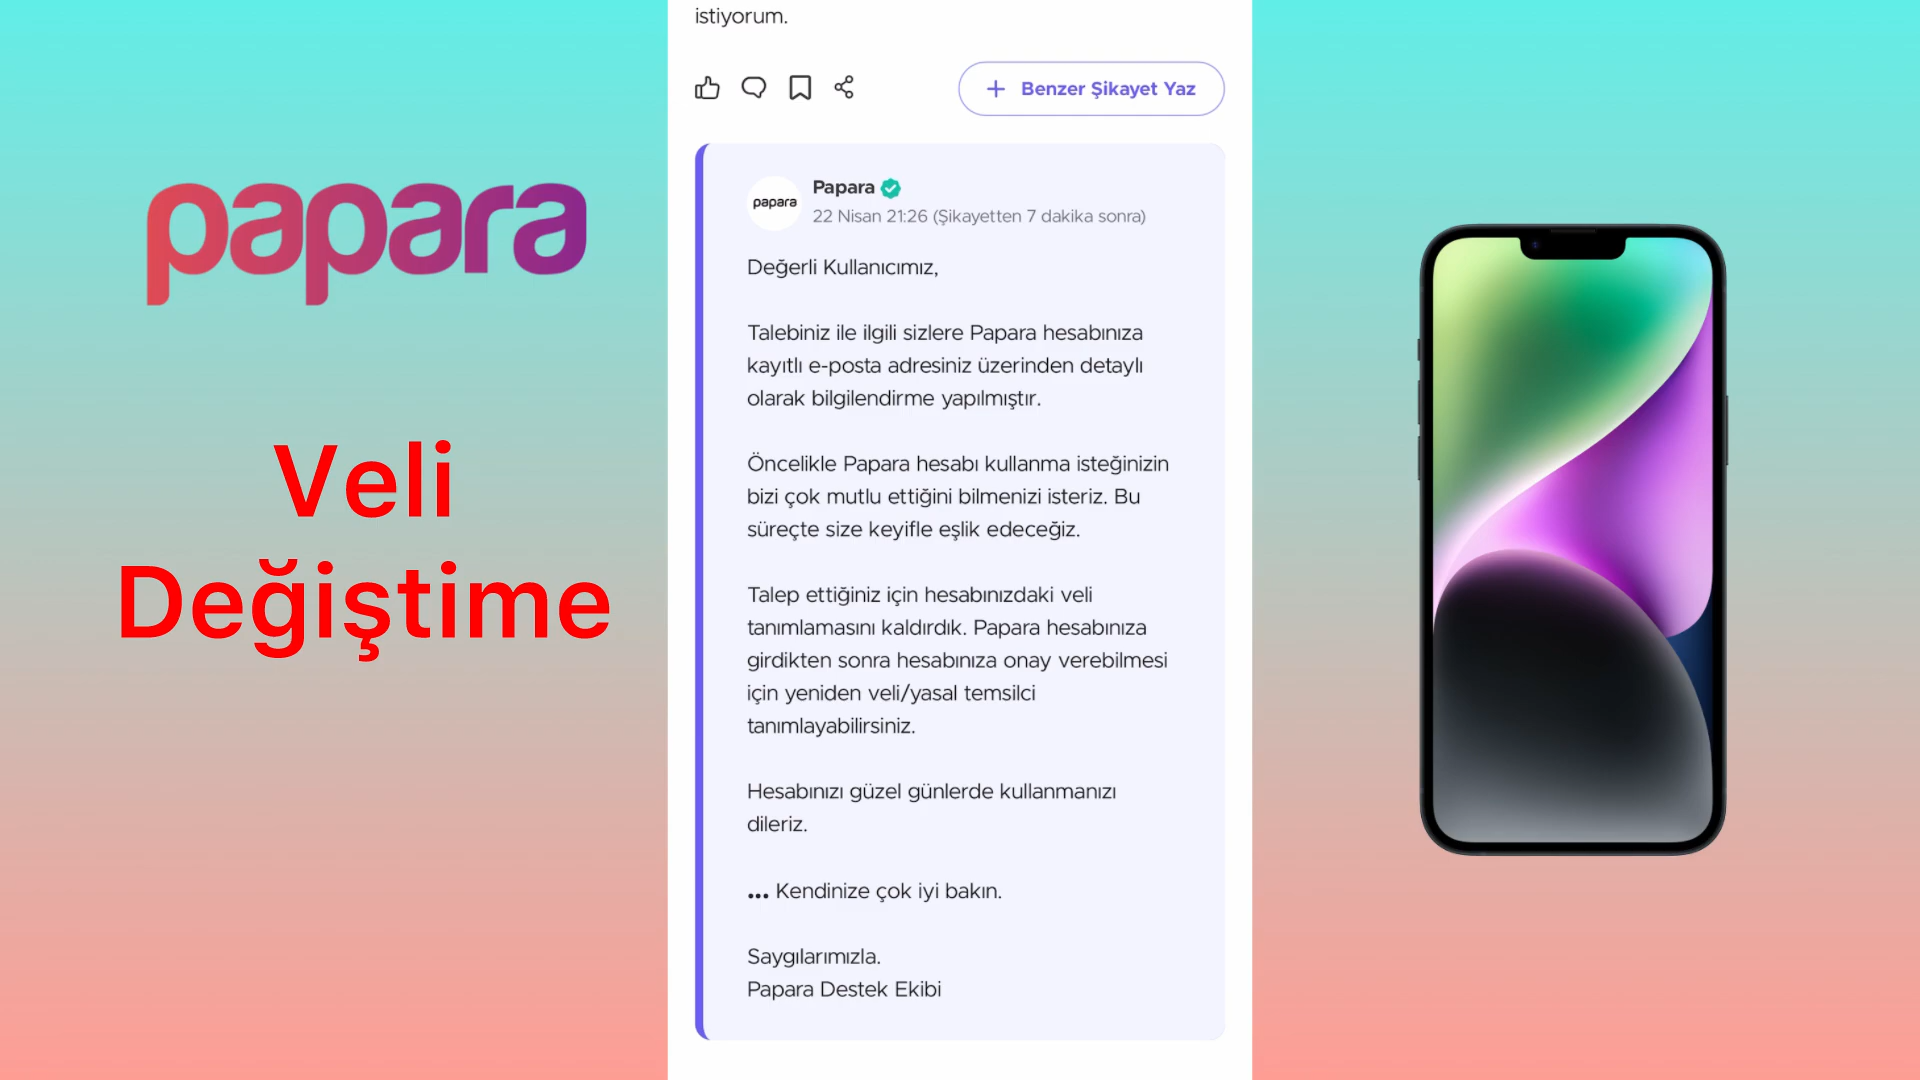 papara
Veli
Değiştime
istiyorum.
Benzer Şikayet Yaz
papara
Papara
22 Nisan 21:26 (Şikayetten 7 dakika sonra)
Değerli Kullanıcımız,
Talebiniz ile ilgili sizlere Papara hesabınıza
kayıtlı e-posta adresiniz üzerinden detaylı
olarak bilgilendirme yapılmıştır.
Öncelikle Papara hesabı kullanma isteğinizin
bizi çok mutlu ettiğini bilmenizi isteriz. Bu
süreçte size keyifle eşlik edeceğiz.
Talep ettiğiniz için hesabınızdaki veli
tanımlamasını kaldırdık. Papara hesabınıza
girdikten sonra hesabınıza onay verebilmesi
için yeniden veli/yasal temsilci
tanımlayabilirsiniz.
Hesabınızı güzel günlerde kullanmanızı
dileriz.
... Kendinize çok iyi bakın.
Saygılarımızla.
Papara Destek Ekibi